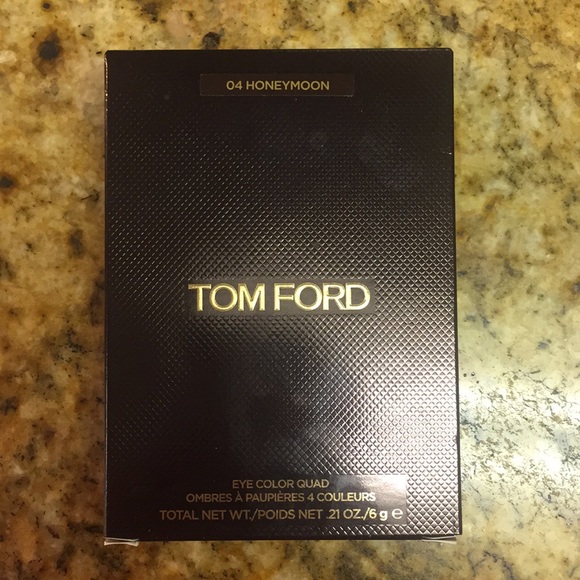 04 HONEYMOON
TOM FORD
EYE COLOR QUAD
OMBRES À PAUPIÈRES 4 COULEURS
TOTAL NET WT./POIDS NET .21 OZ./6 g ℮